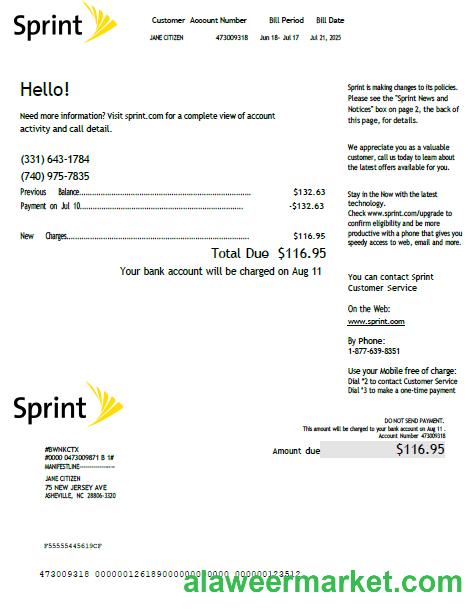 Sprint
Customer Account Number Bill Period Bill Date
JANE CITIZEN 473009318 Jun 18- Jul 17 Jul 21, 2025
Hello!
Need more information? Visit sprint.com for a complete view of account
activity and call detail.
(331) 643-1784
(740) 975-7835
Previous Balance................................................................ $132.63
Payment on Jul 10................................................................ -$132.63
New Charges................................................................ $116.95
Total Due $116.95
Your bank account will be charged on Aug 11
Sprint is making changes to its policies.
Please see the "Sprint News and
Notices" box on page 2, the back of
this page, for details.
We appreciate you as a valuable
customer, call us today to learn about
the latest offers available for you.
Stay in the Now with the latest
technology.
Check www.sprint.com/upgrade to
confirm eligibility and be more
productive with a phone that gives you
speedy access to web, email and more.
You can contact Sprint
Customer Service
On the Web:
www.sprint.com
By Phone:
1-877-639-8351
Use your Mobile free of charge:
Dial *2 to contact Customer Service
Dial *3 to make a one-time payment
Sprint
DO NOT SEND PAYMENT.
This amount will be charged to your bank account on Aug 11 .
Account Number 473009318
Amount due $116.95
#BWNKCTX
#0000 0473009871 B 1#
MANIFESTLINE----------------
JANE CITIZEN
75 NEW JERSEY AVE
ASHEVILLE, NC 28806-3320
F55555445619CF
473009318
alaweermarket.com